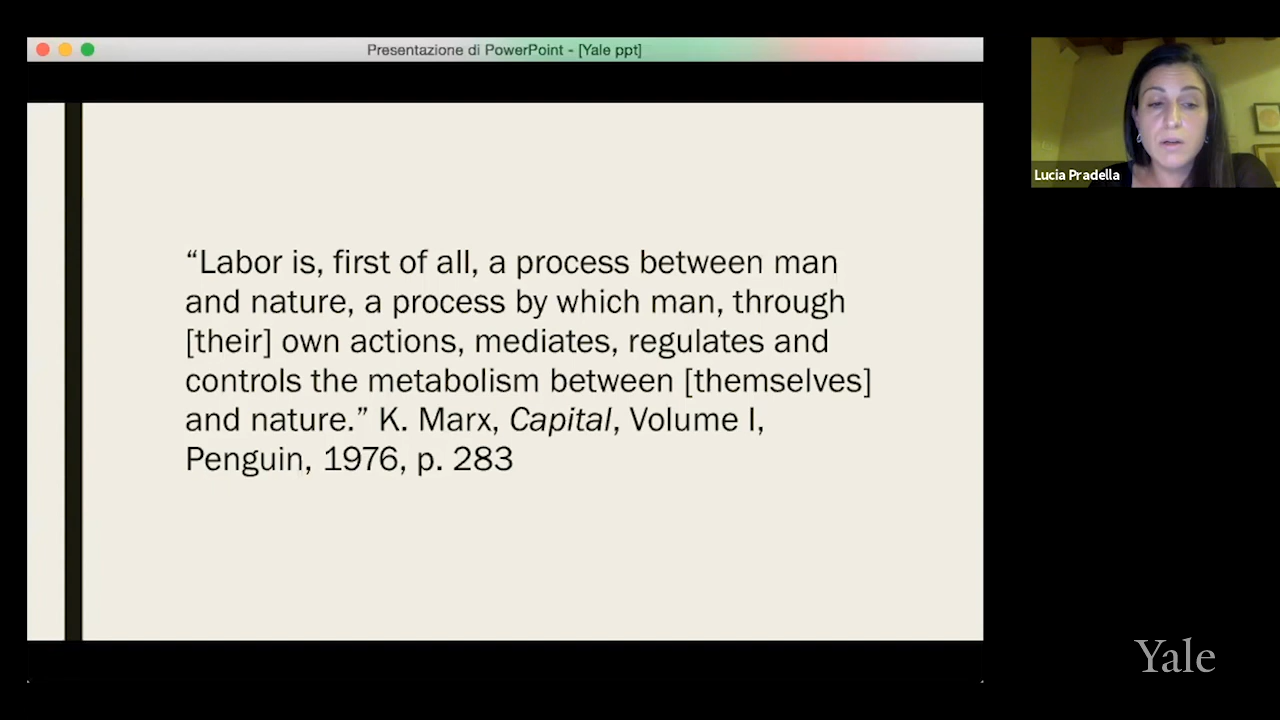 Presentazione di PowerPoint - [Yale ppt]
“Labor is, first of all, a process between man
and nature, a process by which man, through
[their] own actions, mediates, regulates and
controls the metabolism between [themselves]
and nature.” K. Marx, Capital, Volume I,
Penguin, 1976, p. 283
Lucia Pradella
Yale